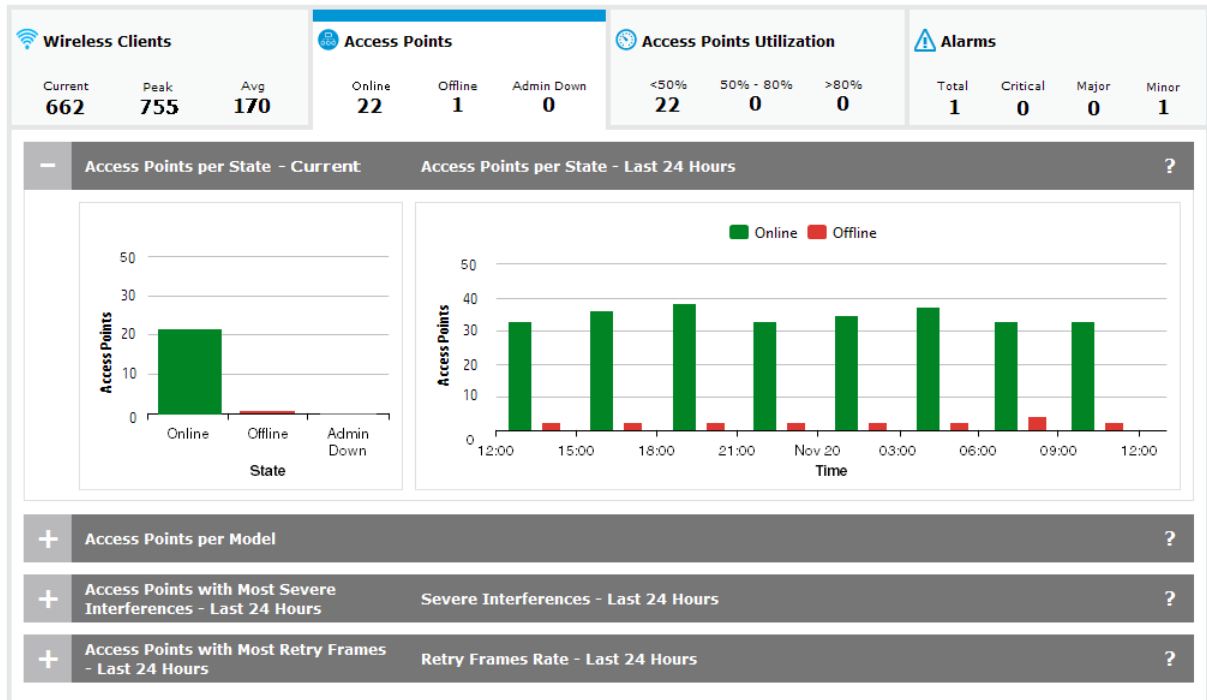 Wireless Clients
Current Peak Avg
662 755 170
Access Points
Online Offline Admin Down
22 1 0
Access Points Utilization
<50% 50% - 80% >80%
22 0 0
Alarms
Total Critical Major Minor
1 0 0 1
− Access Points per State - Current Access Points per State - Last 24 Hours ?
50
30
20
10
0
Access Points
Online Offline Admin
Down
State
Online Offline
50
40
30
20
10
0
Access Points
12:00 15:00 18:00 21:00 Nov 20 03:00 06:00 09:00 12:00
Time
+ Access Points per Model ?
+ Access Points with Most Severe
Interferences - Last 24 Hours Severe Interferences - Last 24 Hours ?
+ Access Points with Most Retry Frames
- Last 24 Hours Retry Frames Rate - Last 24 Hours ?